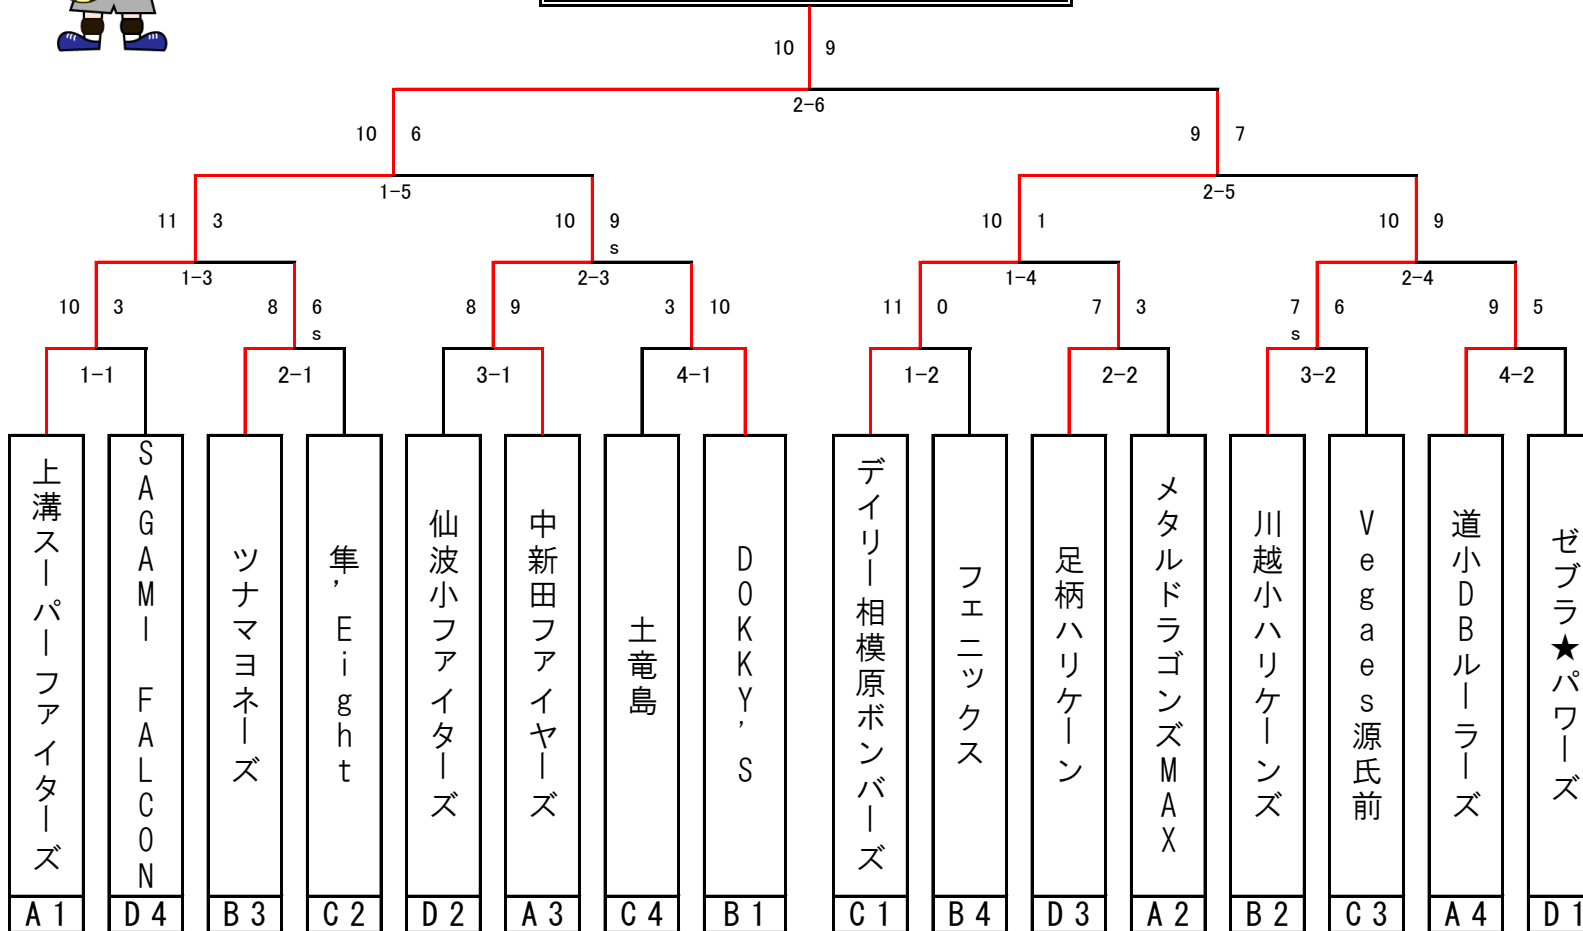 10 9
2-6
10 6 9 7
1-5 2-5
11 3 10 9 10 1 10 9
s
1-3 2-3 1-4 2-4
10 3 8 6 8 9 3 10 11 0 7 3 7 6 9 5
s s
1-1 2-1 3-1 4-1 1-2 2-2 3-2 4-2
上溝スーパーファイターズ
SAGAMI FALCON
ツナマヨネーズ
隼’Eight
仙波小ファイターズ
中新田ファイヤーズ
土竜島
DOKKY’S
デイリー相模原ボンバーズ
フェニックス
足柄ハリケーン
メタルドラゴンズMAX
川越小ハリケーンズ
Vegaes源氏前
道小DBルーラーズ
ゼブラ★パワーズ
A1 D4 B3 C2 D2 A3 C4 B1 C1 B4 D3 A2 B2 C3 A4 D1